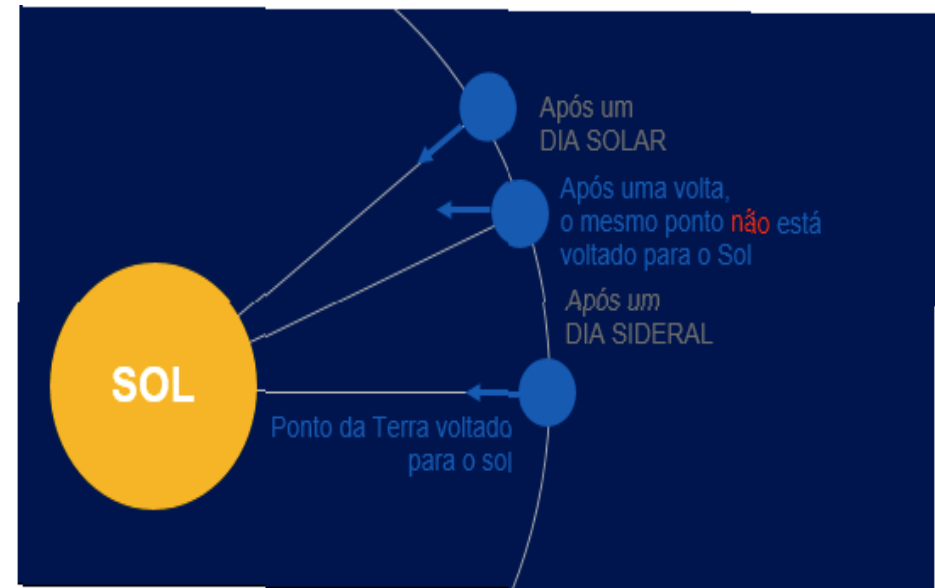 Após um
DIA SOLAR
Após uma volta,
o mesmo ponto não está
voltado para o Sol
Após um
DIA SIDERAL
SOL
Ponto da Terra voltado
para o sol